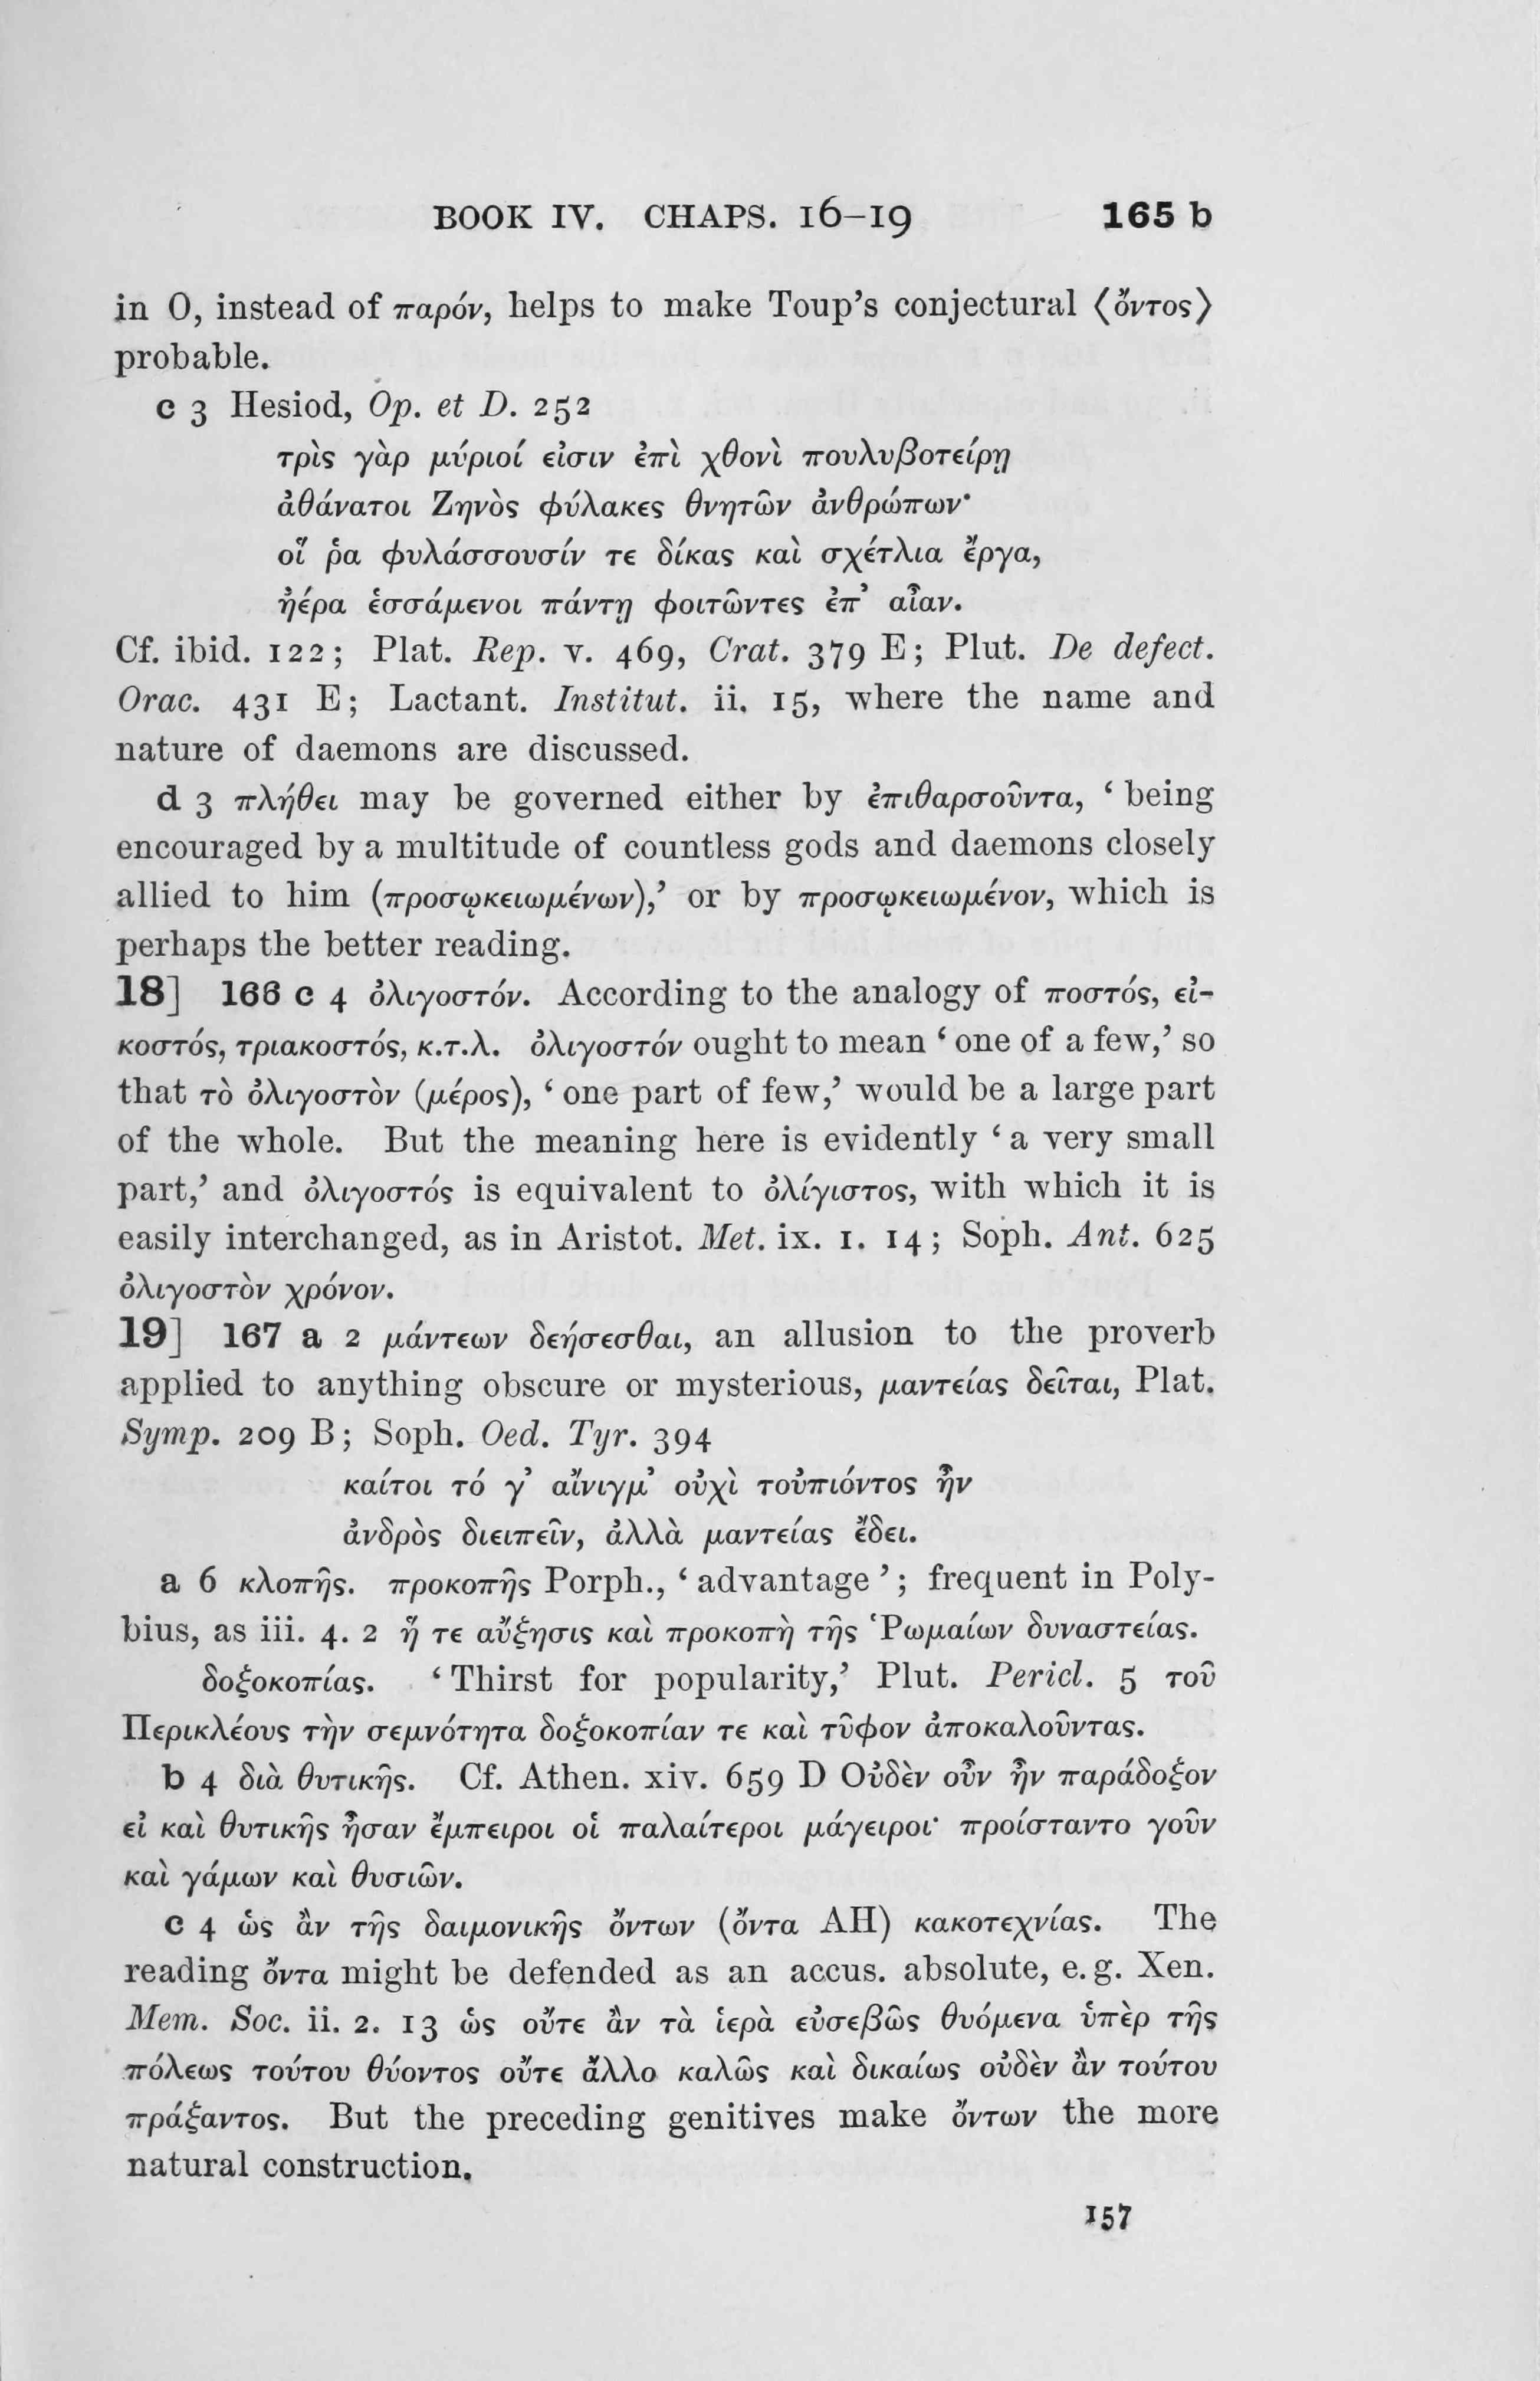 BOOK IV. CHAPS. 16–19 165 b
in O, instead of παρόν, helps to make Toup’s conjectural ⟨ὄντος⟩
probable.
c 3 Hesiod, Op. et D. 252
τρὶς γὰρ μύριοί εἰσιν ἐπὶ χθονὶ πουλυβοτείρῃ
ἀθάνατοι Ζηνὸς φύλακες θνητῶν ἀνθρώπων·
οἵ ῥα φυλάσσουσίν τε δίκας καὶ σχέτλια ἔργα,
ἠέρα ἑσσάμενοι πάντῃ φοιτῶντες ἐπ’ αἶαν.
Cf. ibid. 122; Plat. Rep. v. 469, Crat. 379 E; Plut. De defect.
Orac. 431 E; Lactant. Institut. ii. 15, where the name and
nature of daemons are discussed.
d 3 πλήθει may be governed either by ἐπιθαρσοῦντα, ‘being
encouraged by a multitude of countless gods and daemons closely
allied to him (προσῳκειωμένων),’ or by προσῳκειωμένον, which is
perhaps the better reading.
18] 166 c 4 ὀλιγοστόν. According to the analogy of ποστός, εἰ-
κοστός, τριακοστός, κ.τ.λ. ὀλιγοστόν ought to mean ‘one of a few,’ so
that τὸ ὀλιγοστὸν (μέρος), ‘one part of few,’ would be a large part
of the whole. But the meaning here is evidently ‘a very small
part,’ and ὀλιγοστός is equivalent to ὀλίγιστος, with which it is
easily interchanged, as in Aristot. Met. ix. 1. 14; Soph. Ant. 625
ὀλιγοστὸν χρόνον.
19] 167 a 2 μάντεων δεήσεσθαι, an allusion to the proverb
applied to anything obscure or mysterious, μαντείας δεῖται, Plat.
Symp. 209 B; Soph. Oed. Tyr. 394
καίτοι τό γ’ αἴνιγμ’ οὐχὶ τοὐπιόντος ἦν
ἀνδρὸς διειπεῖν, ἀλλὰ μαντείας ἔδει.
a 6 κλοπῆς. προκοπῆς Porph., ‘advantage’; frequent in Poly-
bius, as iii. 4. 2 ἥ τε αὔξησις καὶ προκοπὴ τῆς Ῥωμαίων δυναστείας.
δοξοκοπίας. ‘Thirst for popularity,’ Plut. Pericl. 5 τοῦ
Περικλέους τὴν σεμνότητα δοξοκοπίαν τε καὶ τῦφον ἀποκαλοῦντας.
b 4 διὰ θυτικῆς. Cf. Athen. xiv. 659 D Οὐδὲν οὖν ἦν παράδοξον
εἰ καὶ θυτικῆς ἦσαν ἔμπειροι οἱ παλαίτεροι μάγειροι· προίσταντο γοῦν
καὶ γάμων καὶ θυσιῶν.
c 4 ὡς ἂν τῆς δαιμονικῆς ὄντων (ὄντα AH) κακοτεχνίας. The
reading ὄντα might be defended as an accus. absolute, e.g. Xen.
Mem. Soc. ii. 2. 13 ὡς οὔτε ἂν τὰ ἱερὰ εὐσεβῶς θυόμενα ὑπὲρ τῆς
πόλεως τούτου θύοντος οὔτε ἄλλο καλῶς καὶ δικαίως οὐδὲν ἂν τούτου
πράξαντος. But the preceding genitives make ὄντων the more
natural construction.
157